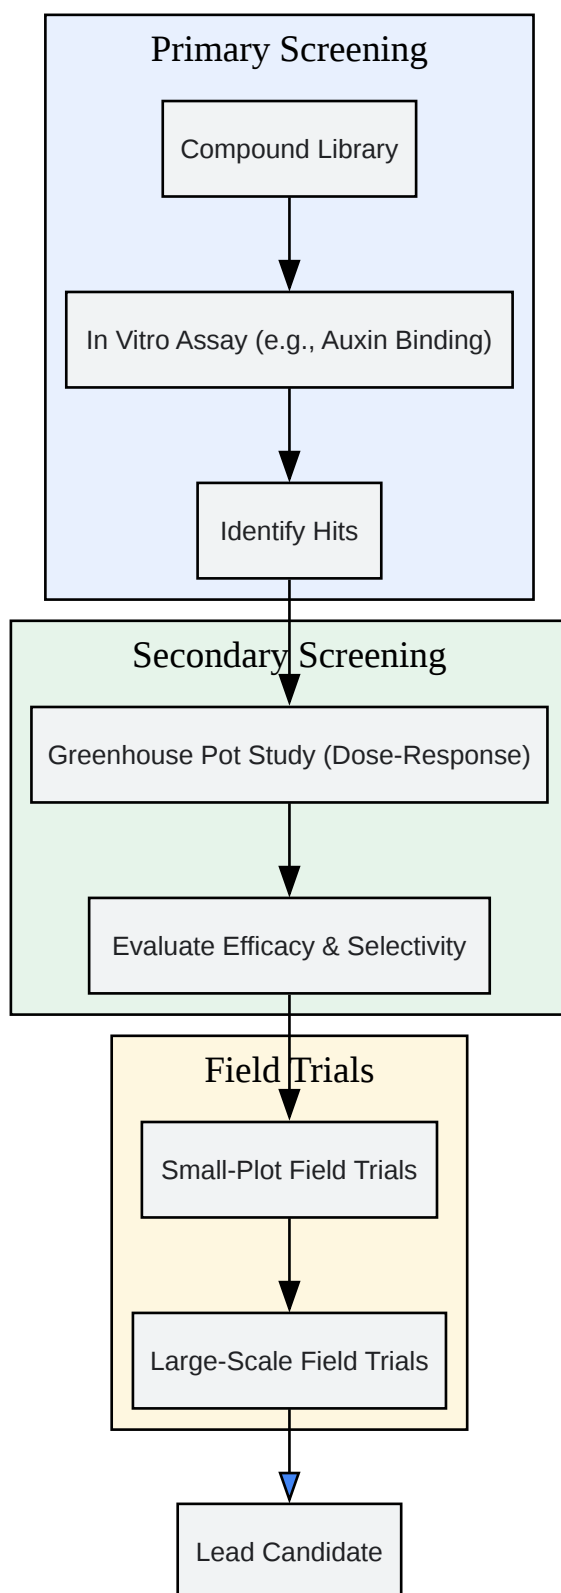 Primary Screening
Compound Library
In Vitro Assay (e.g., Auxin Binding)
Identify Hits
Secondary Screening
Greenhouse Pot Study (Dose-Response)
Evaluate Efficacy & Selectivity
Field Trials
Small-Plot Field Trials
Large-Scale Field Trials
Lead Candidate